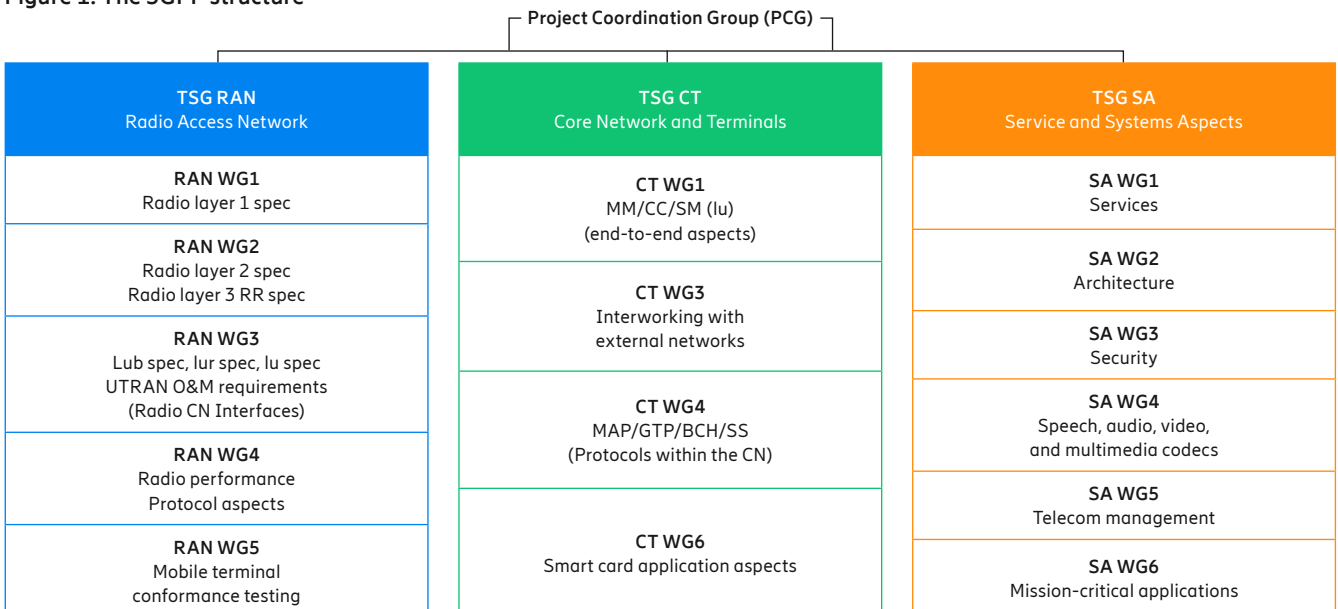 Project Coordination Group (PCG)
TSG RAN
Radio Access Network
RAN WG1
Radio layer 1 spec
RAN WG2
Radio layer 2 spec
Radio layer 3 RR spec
RAN WG3
Lub spec, lur spec, lu spec
UTRAN O&M requirements
(Radio CN Interfaces)
RAN WG4
Radio performance
Protocol aspects
RAN WG5
Mobile terminal
conformance testing
TSG CT
Core Network and Terminals
CT WG1
MM/CC/SM (lu)
(end-to-end aspects)
CT WG3
Interworking with
external networks
CT WG4
MAP/GTP/BCH/SS
(Protocols within the CN)
CT WG6
Smart card application aspects
TSG SA
Service and Systems Aspects
SA WG1
Services
SA WG2
Architecture
SA WG3
Security
SA WG4
Speech, audio, video,
and multimedia codecs
SA WG5
Telecom management
SA WG6
Mission-critical applications